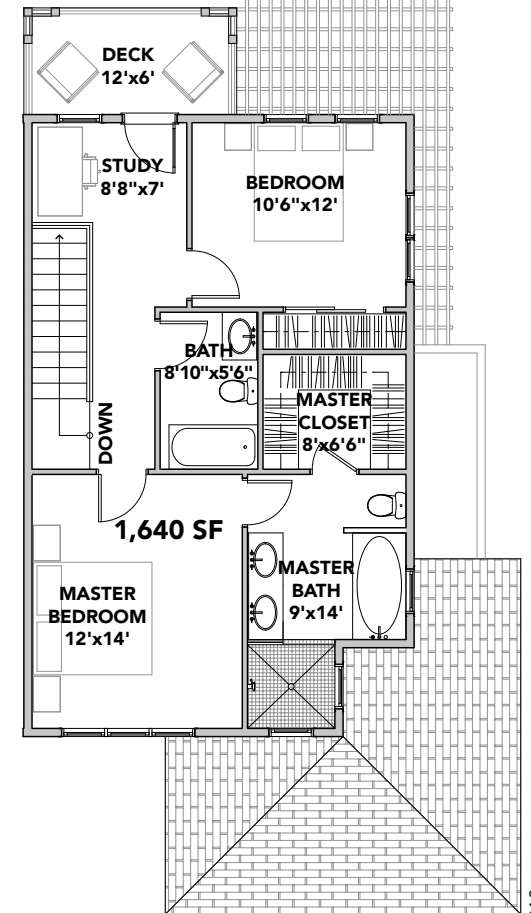 DECK
12'x6'
STUDY
8'8"x7'
BEDROOM
10'6"x12'
BATH
8'10"x5'6"
MASTER
CLOSET
8'x6'6"
DOWN
1,640 SF
MASTER
BEDROOM
12'x14'
MASTER
BATH
9'x14'